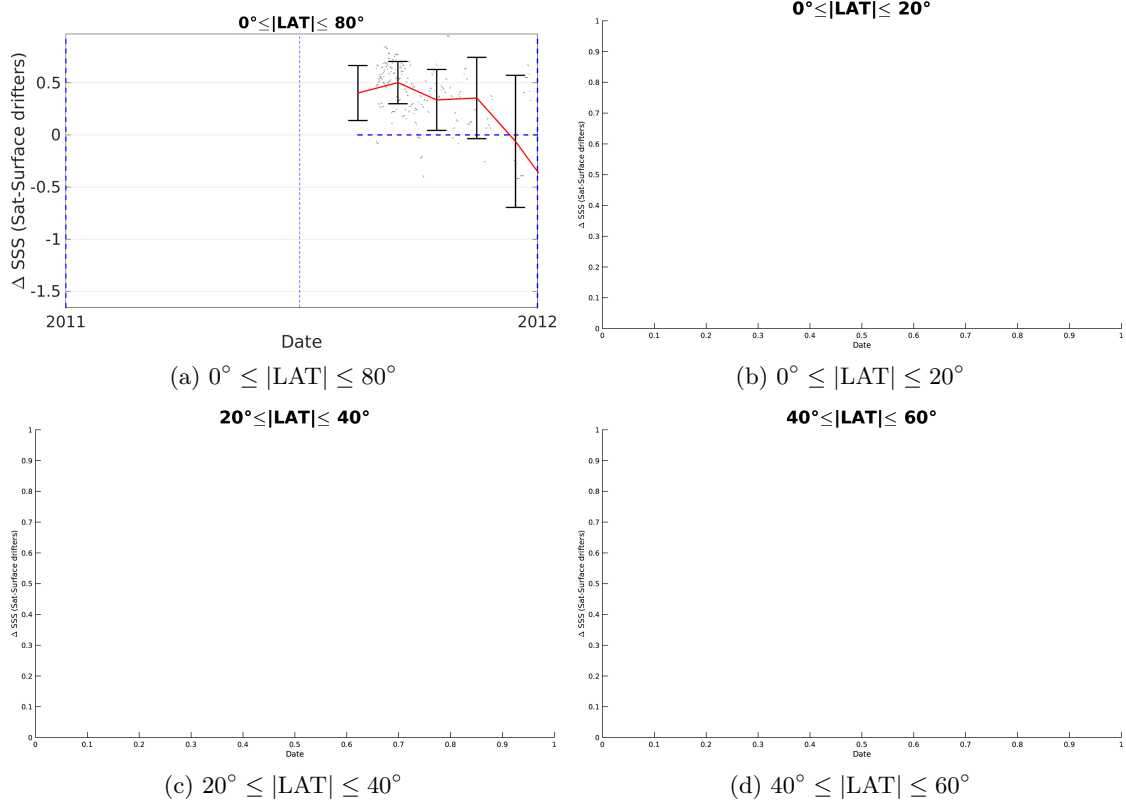 0°≤|LAT|≤ 80°
Δ SSS (Sat-Surface drifters)
0.5
0
-0.5
-1
-1.5
2011
2012
Date
(a) 0° ≤ |LAT| ≤ 80°
0°≤|LAT|≤ 20°
Δ SSS (Sat-Surface drifters)
1
0.9
0.8
0.7
0.6
0.5
0.4
0.3
0.2
0.1
0
0 0.1 0.2 0.3 0.4 0.5 0.6 0.7 0.8 0.9 1
Date
(b) 0° ≤ |LAT| ≤ 20°
20°≤|LAT|≤ 40°
Δ SSS (Sat-Surface drifters)
1
0.9
0.8
0.7
0.6
0.5
0.4
0.3
0.2
0.1
0
0 0.1 0.2 0.3 0.4 0.5 0.6 0.7 0.8 0.9 1
Date
(c) 20° ≤ |LAT| ≤ 40°
40°≤|LAT|≤ 60°
Δ SSS (Sat-Surface drifters)
1
0.9
0.8
0.7
0.6
0.5
0.4
0.3
0.2
0.1
0
0 0.1 0.2 0.3 0.4 0.5 0.6 0.7 0.8 0.9 1
Date
(d) 40° ≤ |LAT| ≤ 60°